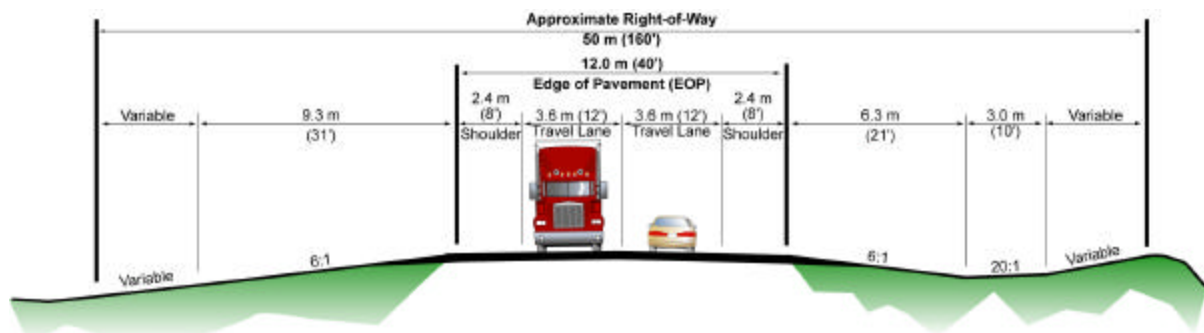 Approximate Right-of-Way
50 m (160')
12.0 m (40')
Edge of Pavement (EOP)
Variable
9.3 m
(31')
2.4 m
(8')
Shoulder
3.6 m (12')
Travel Lane
3.6 m (12')
Travel Lane
2.4 m
(8')
Shoulder
6.3 m
(21')
3.0 m
(10')
Variable
Variable
6:1
6:1
20:1
Variable